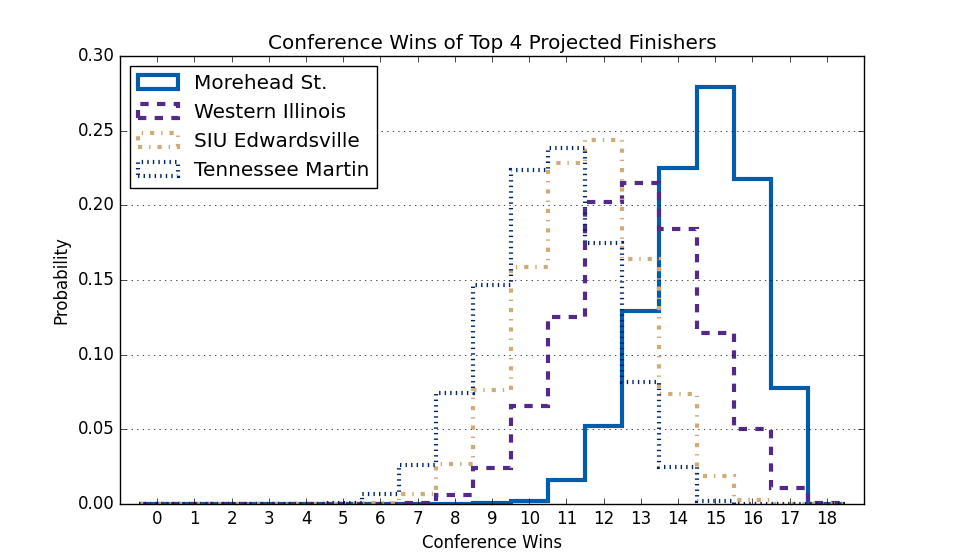 Conference Wins of Top 4 Projected Finishers
0.30
0.25
0.20
0.15
0.10
0.05
0.00
Probability
Morehead St.
Western Illinois
SIU Edwardsville
Tennessee Martin
0 1 2 3 4 5 6 7 8 9 10 11 12 13 14 15 16 17 18
Conference Wins